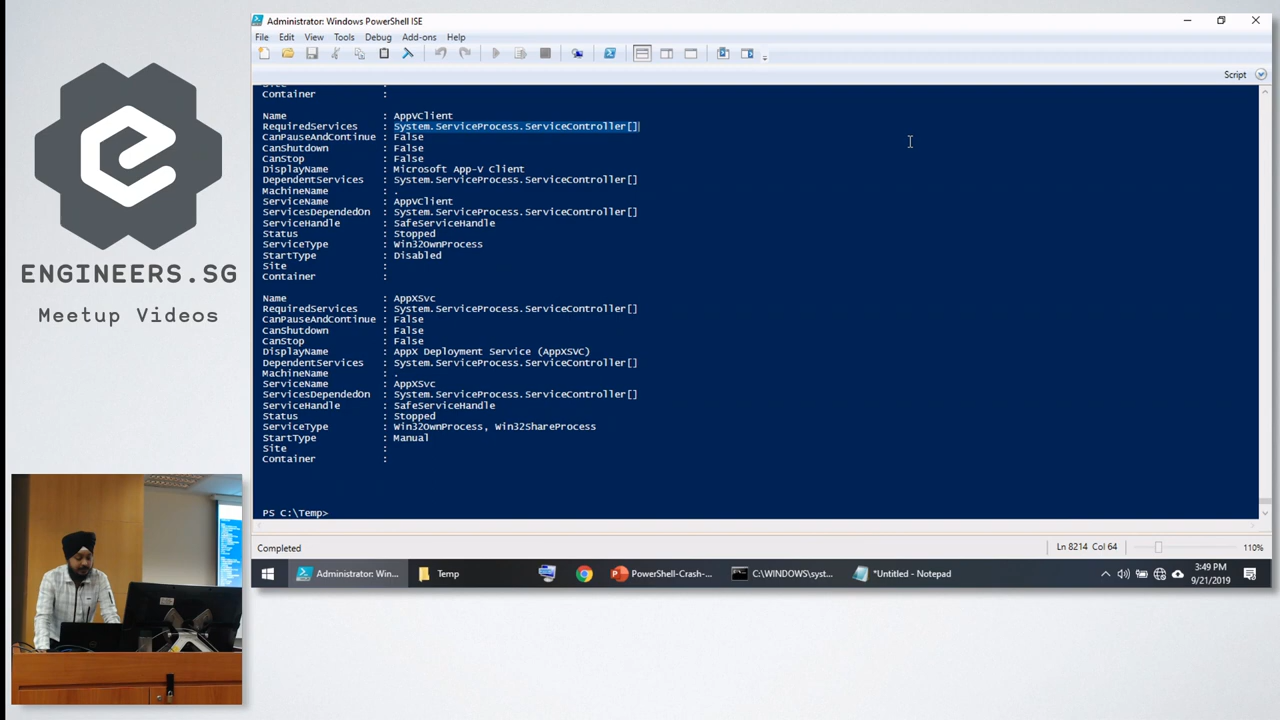 ENGINEERS.SG
Meetup Videos
Administrator: Windows PowerShell ISE
File Edit View Tools Debug Add-ons Help
Script
Container :
Name : AppVClient
RequiredServices : System.ServiceProcess.ServiceController[]
CanPauseAndContinue : False
CanShutdown : False
CanStop : False
DisplayName : Microsoft App-V Client
DependentServices : System.ServiceProcess.ServiceController[]
MachineName : .
ServiceName : AppVClient
ServicesDependedOn : System.ServiceProcess.ServiceController[]
ServiceHandle : SafeServiceHandle
Status : Stopped
ServiceType : Win32OwnProcess
StartType : Disabled
Site :
Container :
Name : AppXSvc
RequiredServices : System.ServiceProcess.ServiceController[]
CanPauseAndContinue : False
CanShutdown : False
CanStop : False
DisplayName : AppX Deployment Service (AppXSVC)
DependentServices : System.ServiceProcess.ServiceController[]
MachineName : .
ServiceName : AppXSvc
ServicesDependedOn : System.ServiceProcess.ServiceController[]
ServiceHandle : SafeServiceHandle
Status : Stopped
ServiceType : Win32OwnProcess, Win32ShareProcess
StartType : Manual
Site :
Container :
PS C:\Temp>
Completed
Ln 8214 Col 64
110%
Administrator: Win...
Temp
PowerShell-Crash-...
C:\WINDOWS\syst...
*Untitled - Notepad
3:49 PM
9/21/2019